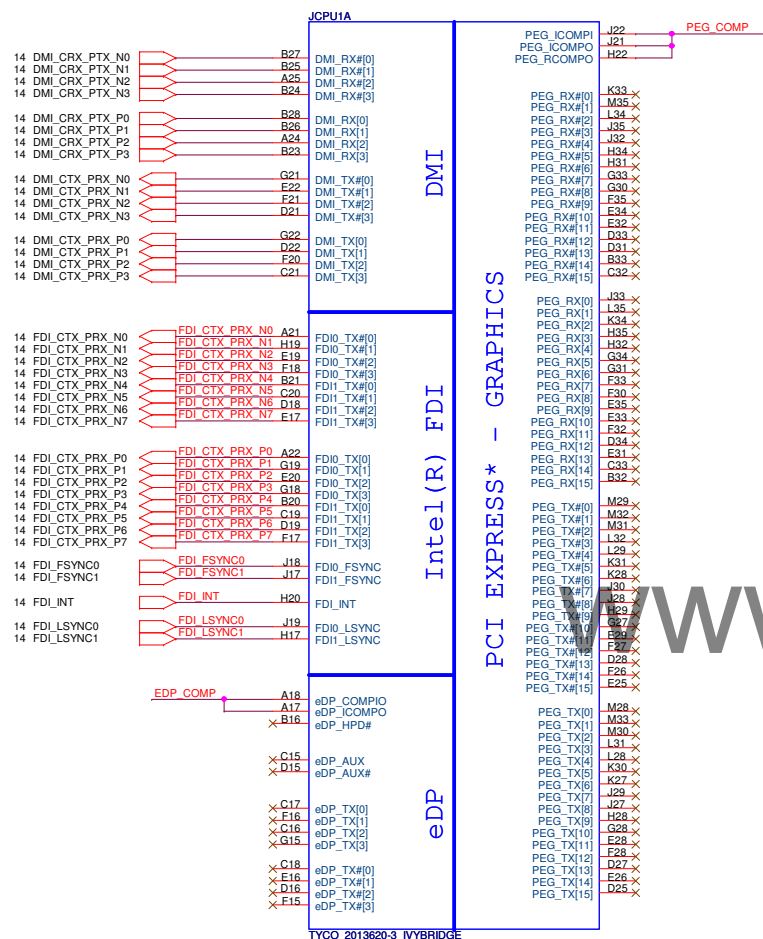 JCPU1A
14 DMI_CRX_PTX_N0 B27 DMI_RX#[0]
14 DMI_CRX_PTX_N1 B25 DMI_RX#[1]
14 DMI_CRX_PTX_N2 A25 DMI_RX#[2]
14 DMI_CRX_PTX_N3 B24 DMI_RX#[3]
14 DMI_CRX_PTX_P0 B28 DMI_RX[0]
14 DMI_CRX_PTX_P1 B26 DMI_RX[1]
14 DMI_CRX_PTX_P2 A24 DMI_RX[2]
14 DMI_CRX_PTX_P3 B23 DMI_RX[3]
14 DMI_CTX_PRX_N0 G21 DMI_TX#[0]
14 DMI_CTX_PRX_N1 E22 DMI_TX#[1]
14 DMI_CTX_PRX_N2 F21 DMI_TX#[2]
14 DMI_CTX_PRX_N3 D21 DMI_TX#[3]
14 DMI_CTX_PRX_P0 G22 DMI_TX[0]
14 DMI_CTX_PRX_P1 D22 DMI_TX[1]
14 DMI_CTX_PRX_P2 F20 DMI_TX[2]
14 DMI_CTX_PRX_P3 C21 DMI_TX[3]
DMI
14 FDI_CTX_PRX_N0 FDI_CTX_PRX_N0 A21 FDI0_TX#[0]
14 FDI_CTX_PRX_N1 FDI_CTX_PRX_N1 H19 FDI0_TX#[1]
14 FDI_CTX_PRX_N2 FDI_CTX_PRX_N2 E19 FDI0_TX#[2]
14 FDI_CTX_PRX_N3 FDI_CTX_PRX_N3 F18 FDI0_TX#[3]
14 FDI_CTX_PRX_N4 FDI_CTX_PRX_N4 B21 FDI1_TX#[0]
14 FDI_CTX_PRX_N5 FDI_CTX_PRX_N5 C20 FDI1_TX#[1]
14 FDI_CTX_PRX_N6 FDI_CTX_PRX_N6 D18 FDI1_TX#[2]
14 FDI_CTX_PRX_N7 FDI_CTX_PRX_N7 E17 FDI1_TX#[3]
14 FDI_CTX_PRX_P0 FDI_CTX_PRX_P0 A22 FDI0_TX[0]
14 FDI_CTX_PRX_P1 FDI_CTX_PRX_P1 G19 FDI0_TX[1]
14 FDI_CTX_PRX_P2 FDI_CTX_PRX_P2 E20 FDI0_TX[2]
14 FDI_CTX_PRX_P3 FDI_CTX_PRX_P3 G18 FDI0_TX[3]
14 FDI_CTX_PRX_P4 FDI_CTX_PRX_P4 B20 FDI1_TX[0]
14 FDI_CTX_PRX_P5 FDI_CTX_PRX_P5 C19 FDI1_TX[1]
14 FDI_CTX_PRX_P6 FDI_CTX_PRX_P6 D19 FDI1_TX[2]
14 FDI_CTX_PRX_P7 FDI_CTX_PRX_P7 F17 FDI1_TX[3]
14 FDI_FSYNC0 FDI_FSYNC0 J18 FDI0_FSYNC
14 FDI_FSYNC1 FDI_FSYNC1 J17 FDI1_FSYNC
14 FDI_INT FDI_INT H20 FDI_INT
14 FDI_LSYNC0 FDI_LSYNC0 J19 FDI0_LSYNC
14 FDI_LSYNC1 FDI_LSYNC1 H17 FDI1_LSYNC
Intel(R) FDI
EDP_COMP A18 eDP_COMPIO
A17 eDP_ICOMPO
B16 eDP_HPD#
C15 eDP_AUX
D15 eDP_AUX#
C17 eDP_TX[0]
F16 eDP_TX[1]
C16 eDP_TX[2]
G15 eDP_TX[3]
C18 eDP_TX#[0]
E16 eDP_TX#[1]
D16 eDP_TX#[2]
F15 eDP_TX#[3]
eDP
PCI EXPRESS* - GRAPHICS
PEG_ICOMPI J22 PEG_COMP
PEG_ICOMPO J21
PEG_RCOMPO H22
PEG_RX#[0] K33
PEG_RX#[1] M35
PEG_RX#[2] L34
PEG_RX#[3] J35
PEG_RX#[4] J32
PEG_RX#[5] H34
PEG_RX#[6] H31
PEG_RX#[7] G33
PEG_RX#[8] G30
PEG_RX#[9] F35
PEG_RX#[10] E34
PEG_RX#[11] E32
PEG_RX#[12] D33
PEG_RX#[13] D31
PEG_RX#[14] B33
PEG_RX#[15] C32
PEG_RX[0] J33
PEG_RX[1] L35
PEG_RX[2] K34
PEG_RX[3] H35
PEG_RX[4] H32
PEG_RX[5] G34
PEG_RX[6] G31
PEG_RX[7] F33
PEG_RX[8] F30
PEG_RX[9] E35
PEG_RX[10] E33
PEG_RX[11] F32
PEG_RX[12] D34
PEG_RX[13] E31
PEG_RX[14] C33
PEG_RX[15] B32
PEG_TX#[0] M29
PEG_TX#[1] M32
PEG_TX#[2] M31
PEG_TX#[3] L32
PEG_TX#[4] L29
PEG_TX#[5] K31
PEG_TX#[6] K28
PEG_TX#[7] J30
PEG_TX#[8] J28
PEG_TX#[9] H29
PEG_TX#[10] G27
PEG_TX#[11] E29
PEG_TX#[12] F27
PEG_TX#[13] D28
PEG_TX#[14] F26
PEG_TX#[15] E25
PEG_TX[0] M28
PEG_TX[1] M33
PEG_TX[2] M30
PEG_TX[3] L31
PEG_TX[4] L28
PEG_TX[5] K30
PEG_TX[6] K27
PEG_TX[7] J29
PEG_TX[8] J27
PEG_TX[9] H28
PEG_TX[10] G28
PEG_TX[11] E28
PEG_TX[12] F28
PEG_TX[13] D27
PEG_TX[14] E26
PEG_TX[15] D25
TYCO_2013620-3_IVYBRIDGE